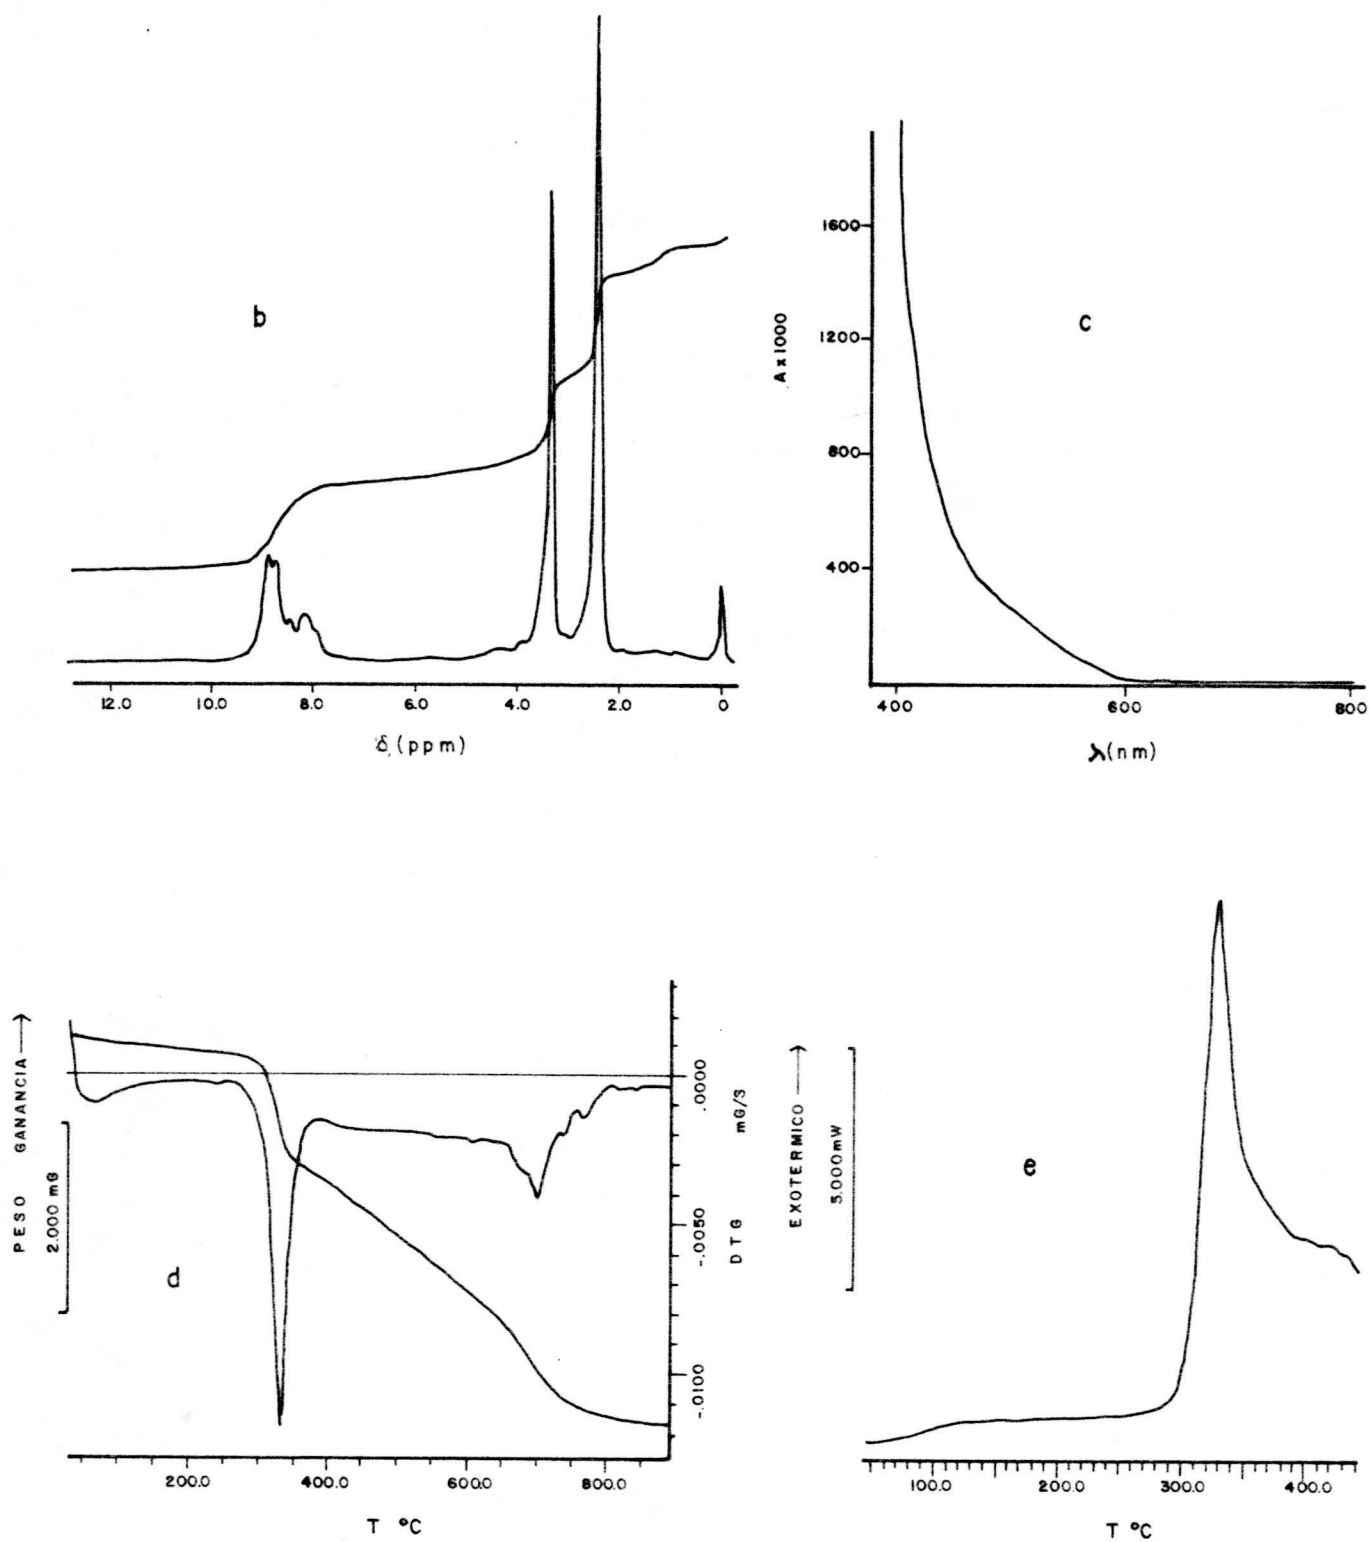 b
12.0 10.0 8.0 6.0 4.0 2.0 0
δ (ppm)
A x 1000
1600
1200
800
400
c
400 600 800
λ(nm)
PESO GANANCIA →
2.000 mG
d
.0000
-.0050
-.0100
DTG mG/S
200.0 400.0 600.0 800.0
T °C
EXOTERMICO →
5.000 mW
e
100.0 200.0 300.0 400.0
T °C